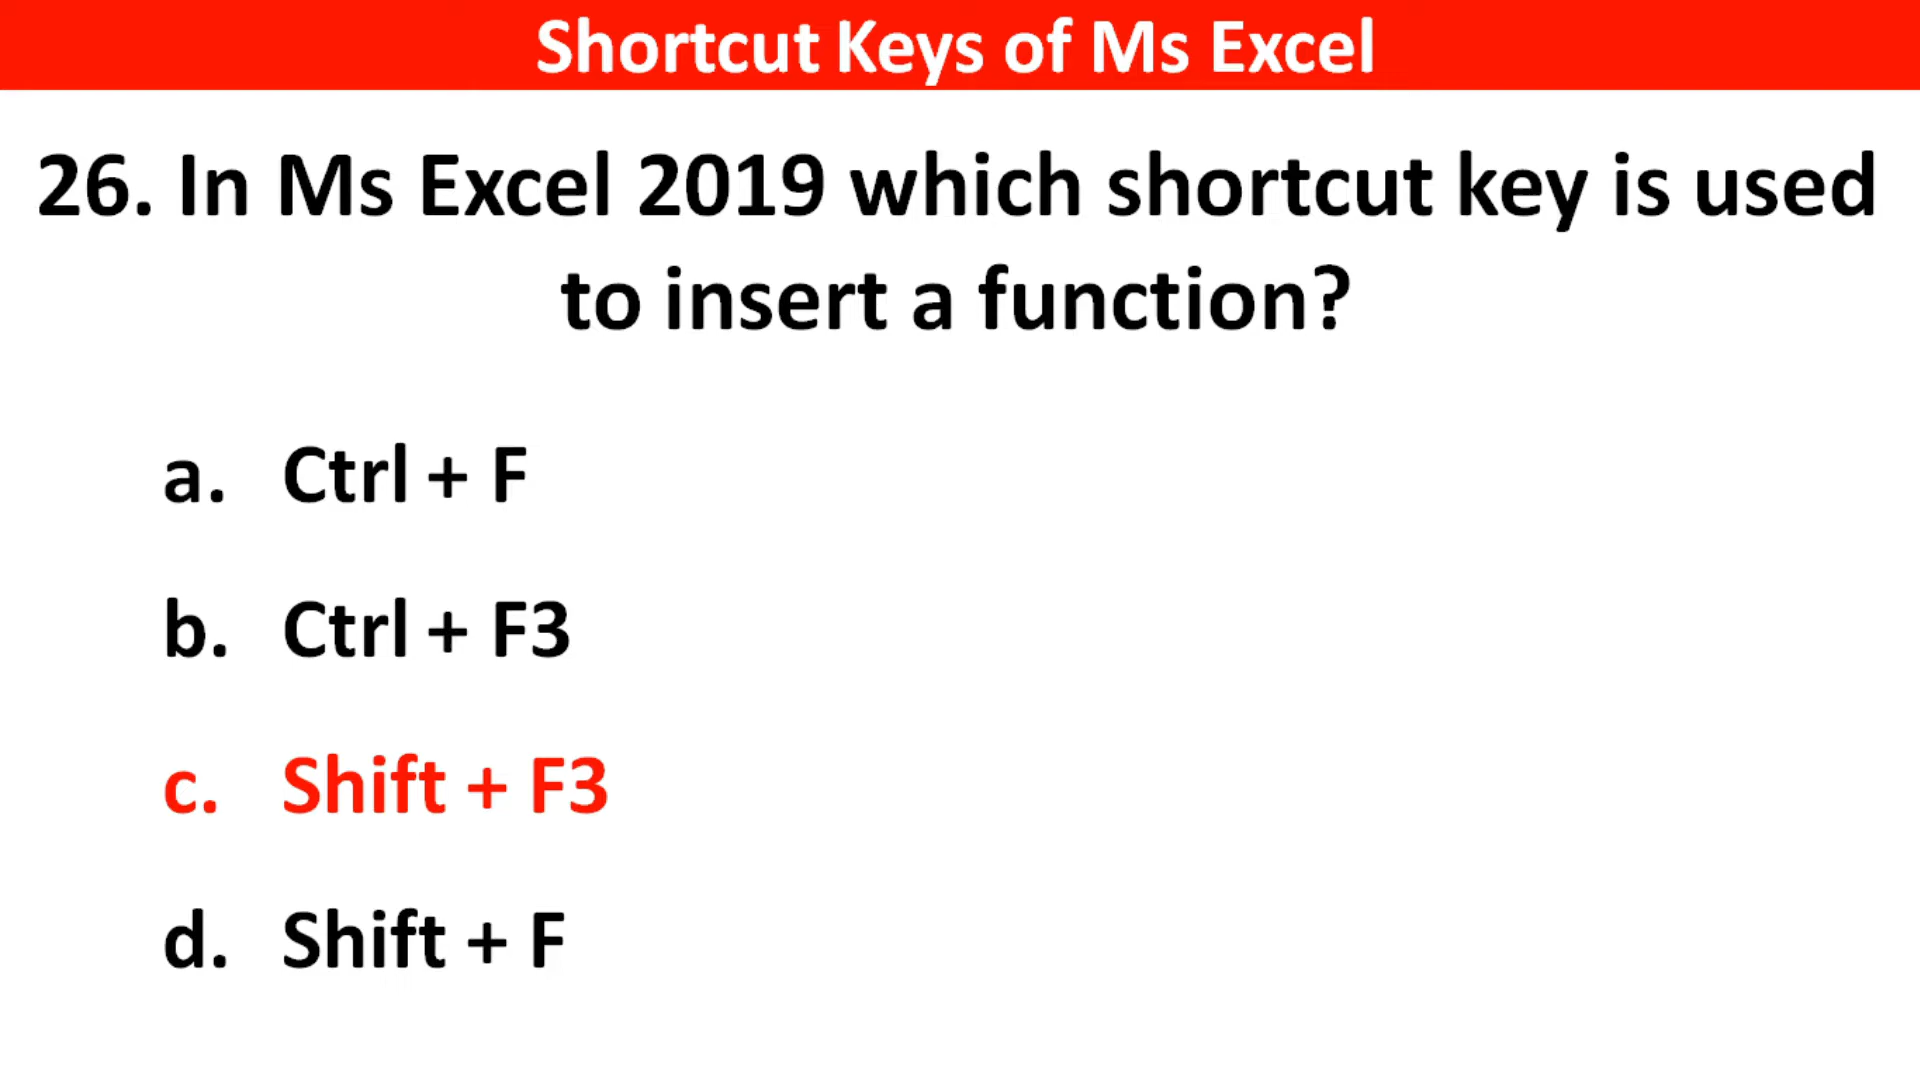 Shortcut Keys of Ms Excel
26. In Ms Excel 2019 which shortcut key is used
to insert a function?
a. Ctrl + F
b. Ctrl + F3
c. Shift + F3
d. Shift + F